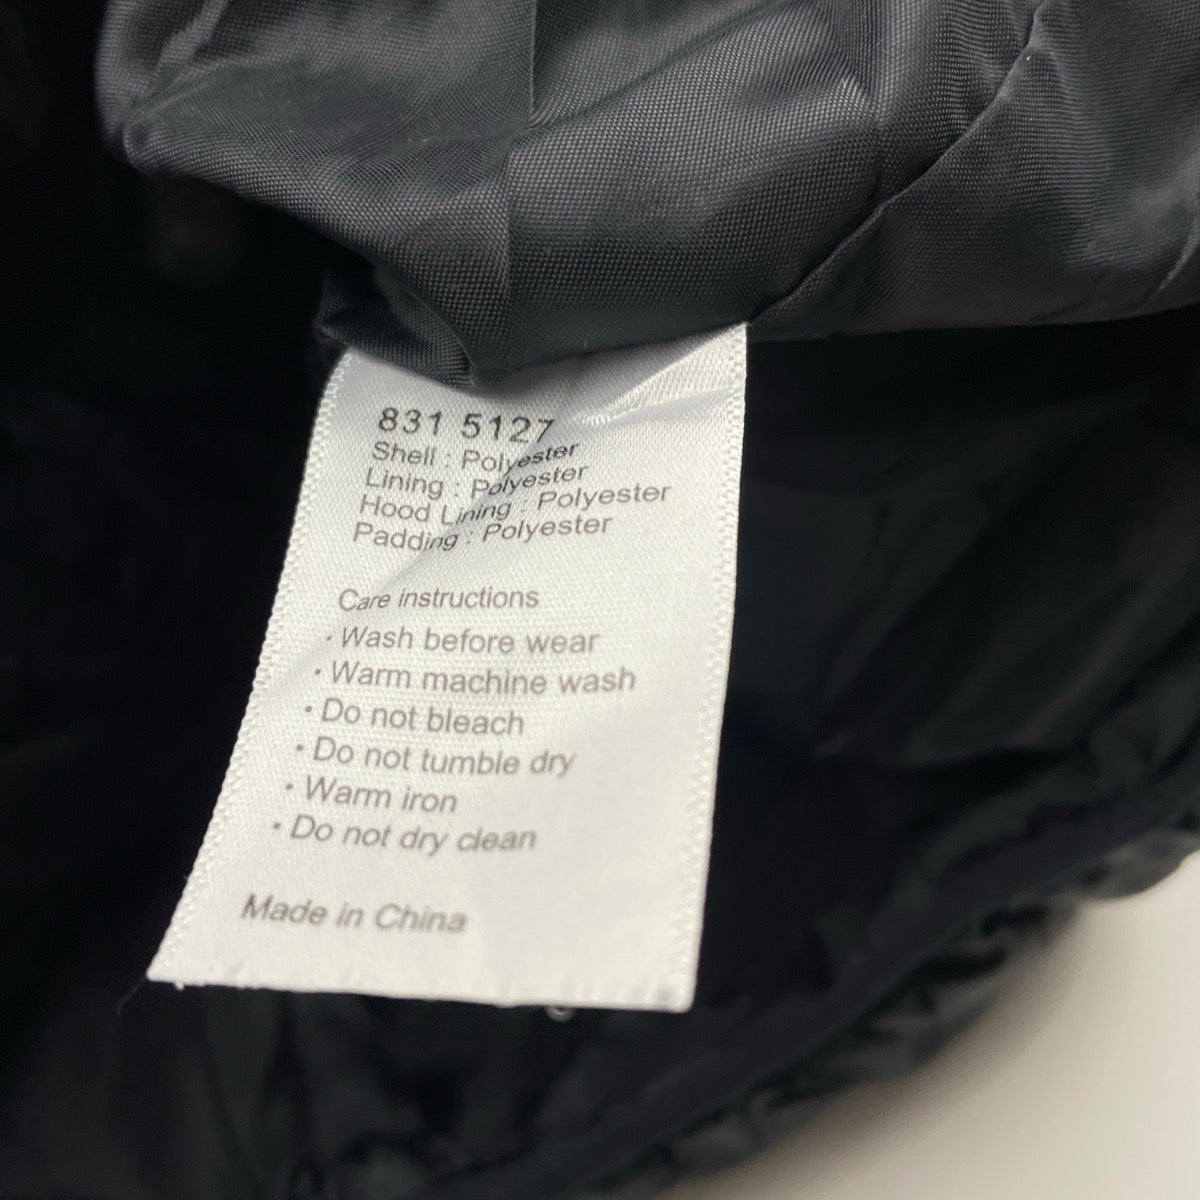 831 5127
Shell : Polyester
Lining : Polyester
Hood Lining : Polyester
Padding : Polyester
Care instructions
· Wash before wear
· Warm machine wash
· Do not bleach
· Do not tumble dry
· Warm iron
· Do not dry clean
Made in China